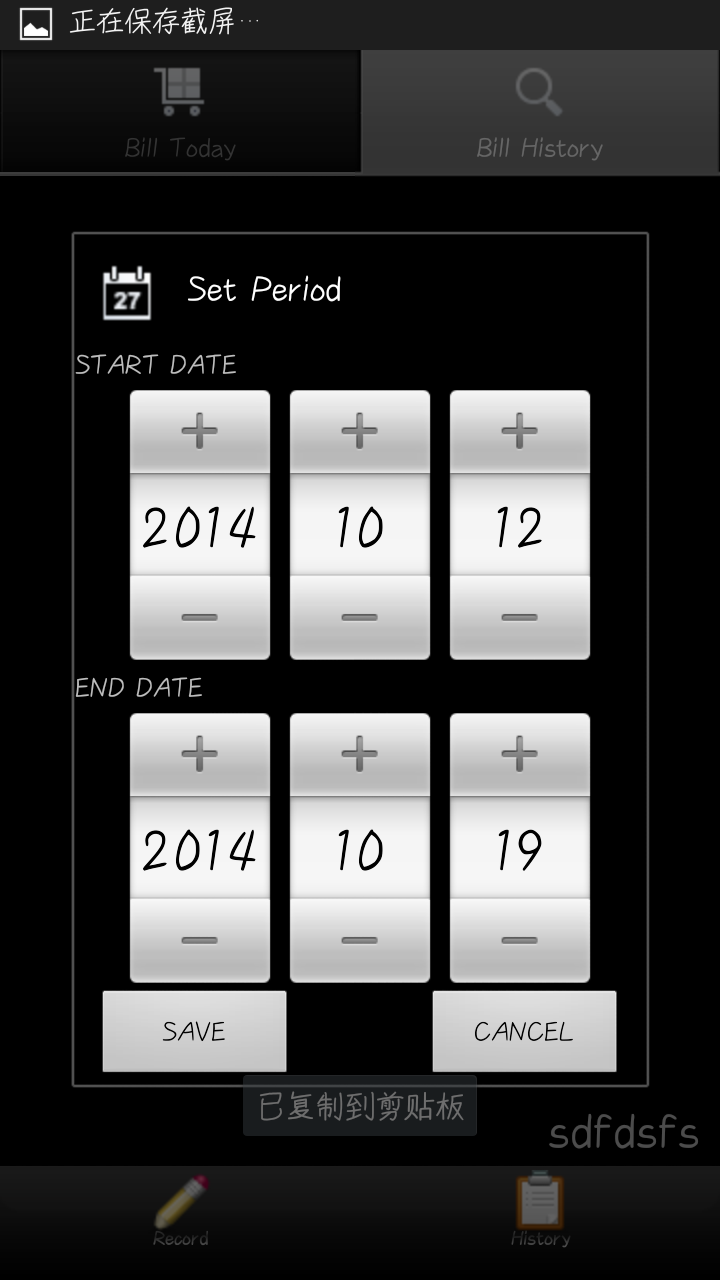 正在保存截屏...
Bill Today
Bill History
27
Set Period
START DATE
+ + +
2014 10 12
− − −
END DATE
+ + +
2014 10 19
− − −
SAVE CANCEL
已复制到剪贴板
sdfdsfs
Record History